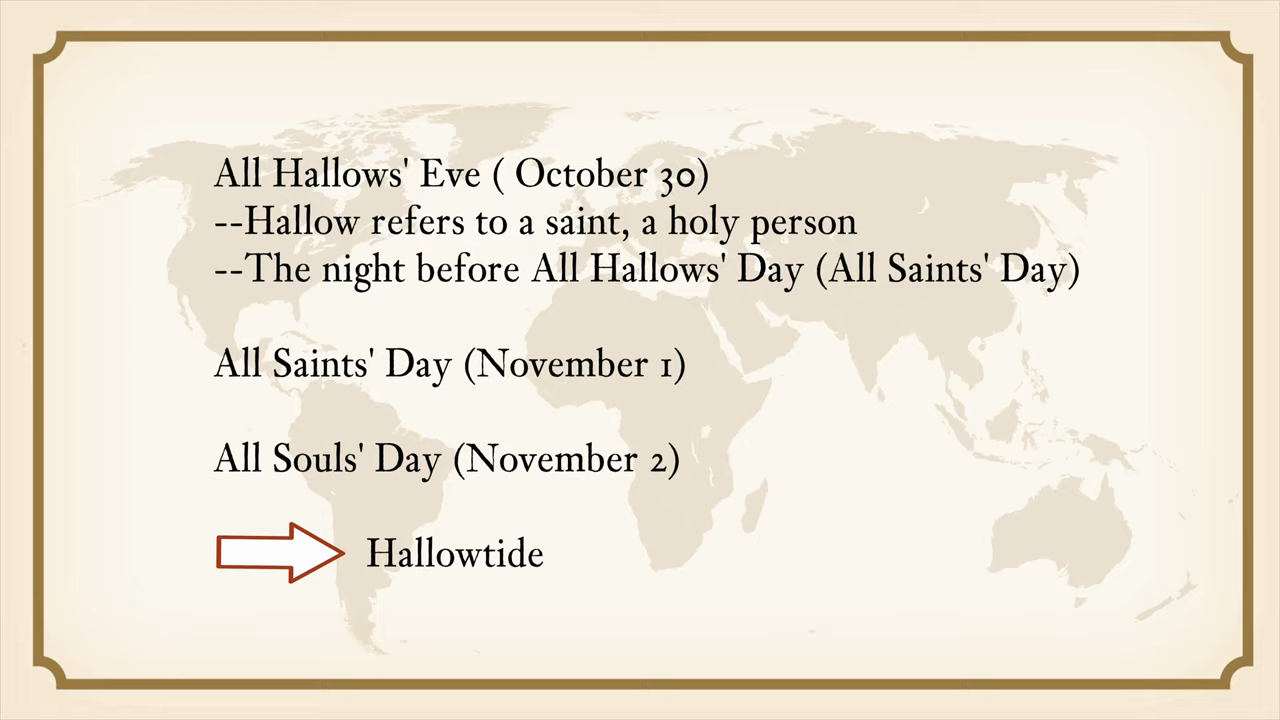 All Hallows' Eve ( October 30)
--Hallow refers to a saint, a holy person
--The night before All Hallows' Day (All Saints' Day)
All Saints' Day (November 1)
All Souls' Day (November 2)
Hallowtide